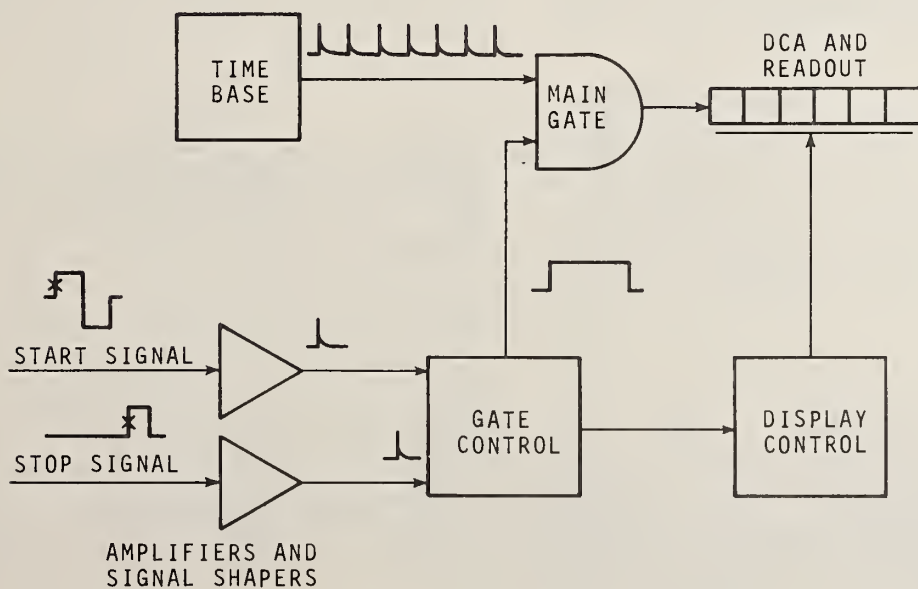 DCA AND
READOUT
TIME
BASE
MAIN
GATE
START SIGNAL
STOP SIGNAL
GATE
CONTROL
DISPLAY
CONTROL
AMPLIFIERS AND
SIGNAL SHAPERS